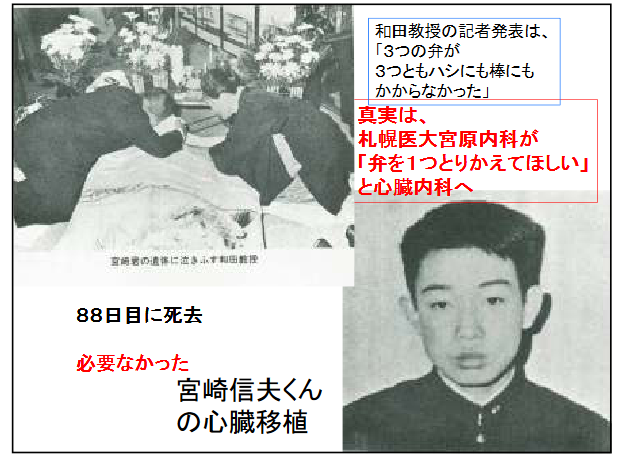 和田教授の記者発表は、
「3つの弁が
3つともハシにも棒にも
かからなかった」
真実は、
札幌医大宮原内科が
「弁を1つとりかえてほしい」
と心臓内科へ
宮崎君の遺体に泣きふす和田教授
88日目に死去
必要なかった
宮崎信夫くん
の心臓移植